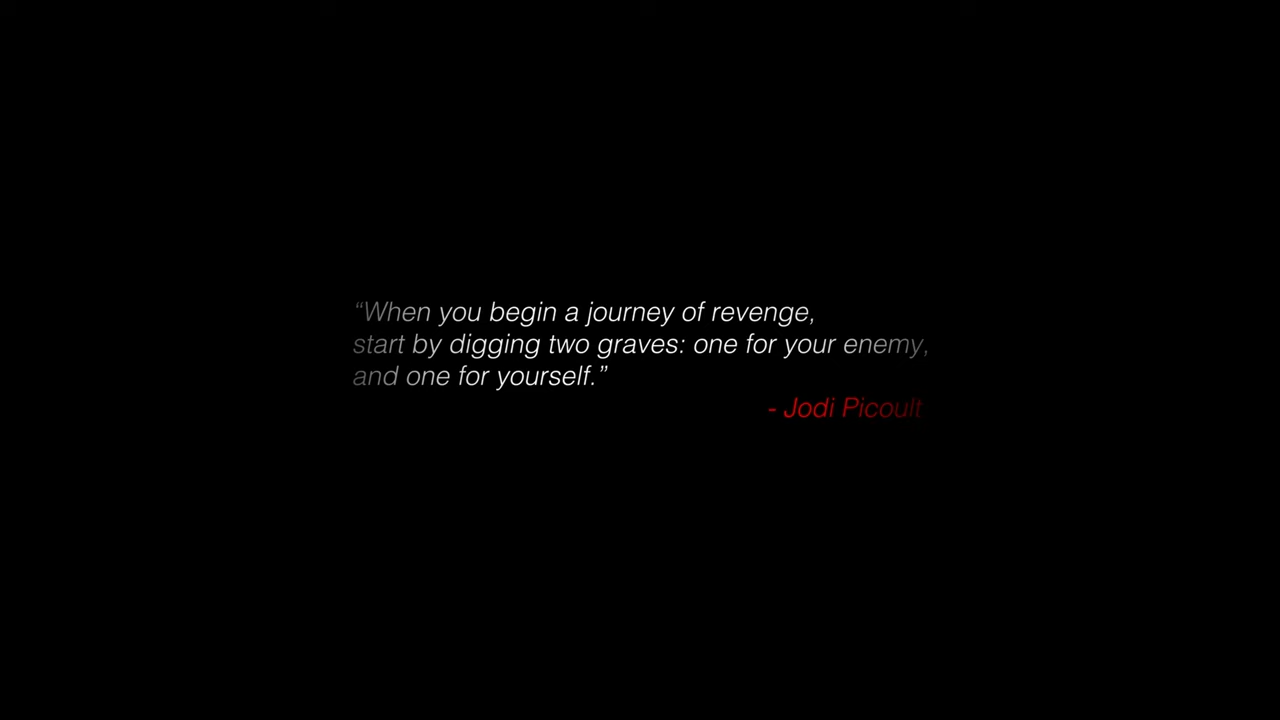 “When you begin a journey of revenge,
start by digging two graves: one for your enemy,
and one for yourself.”
- Jodi Picoult